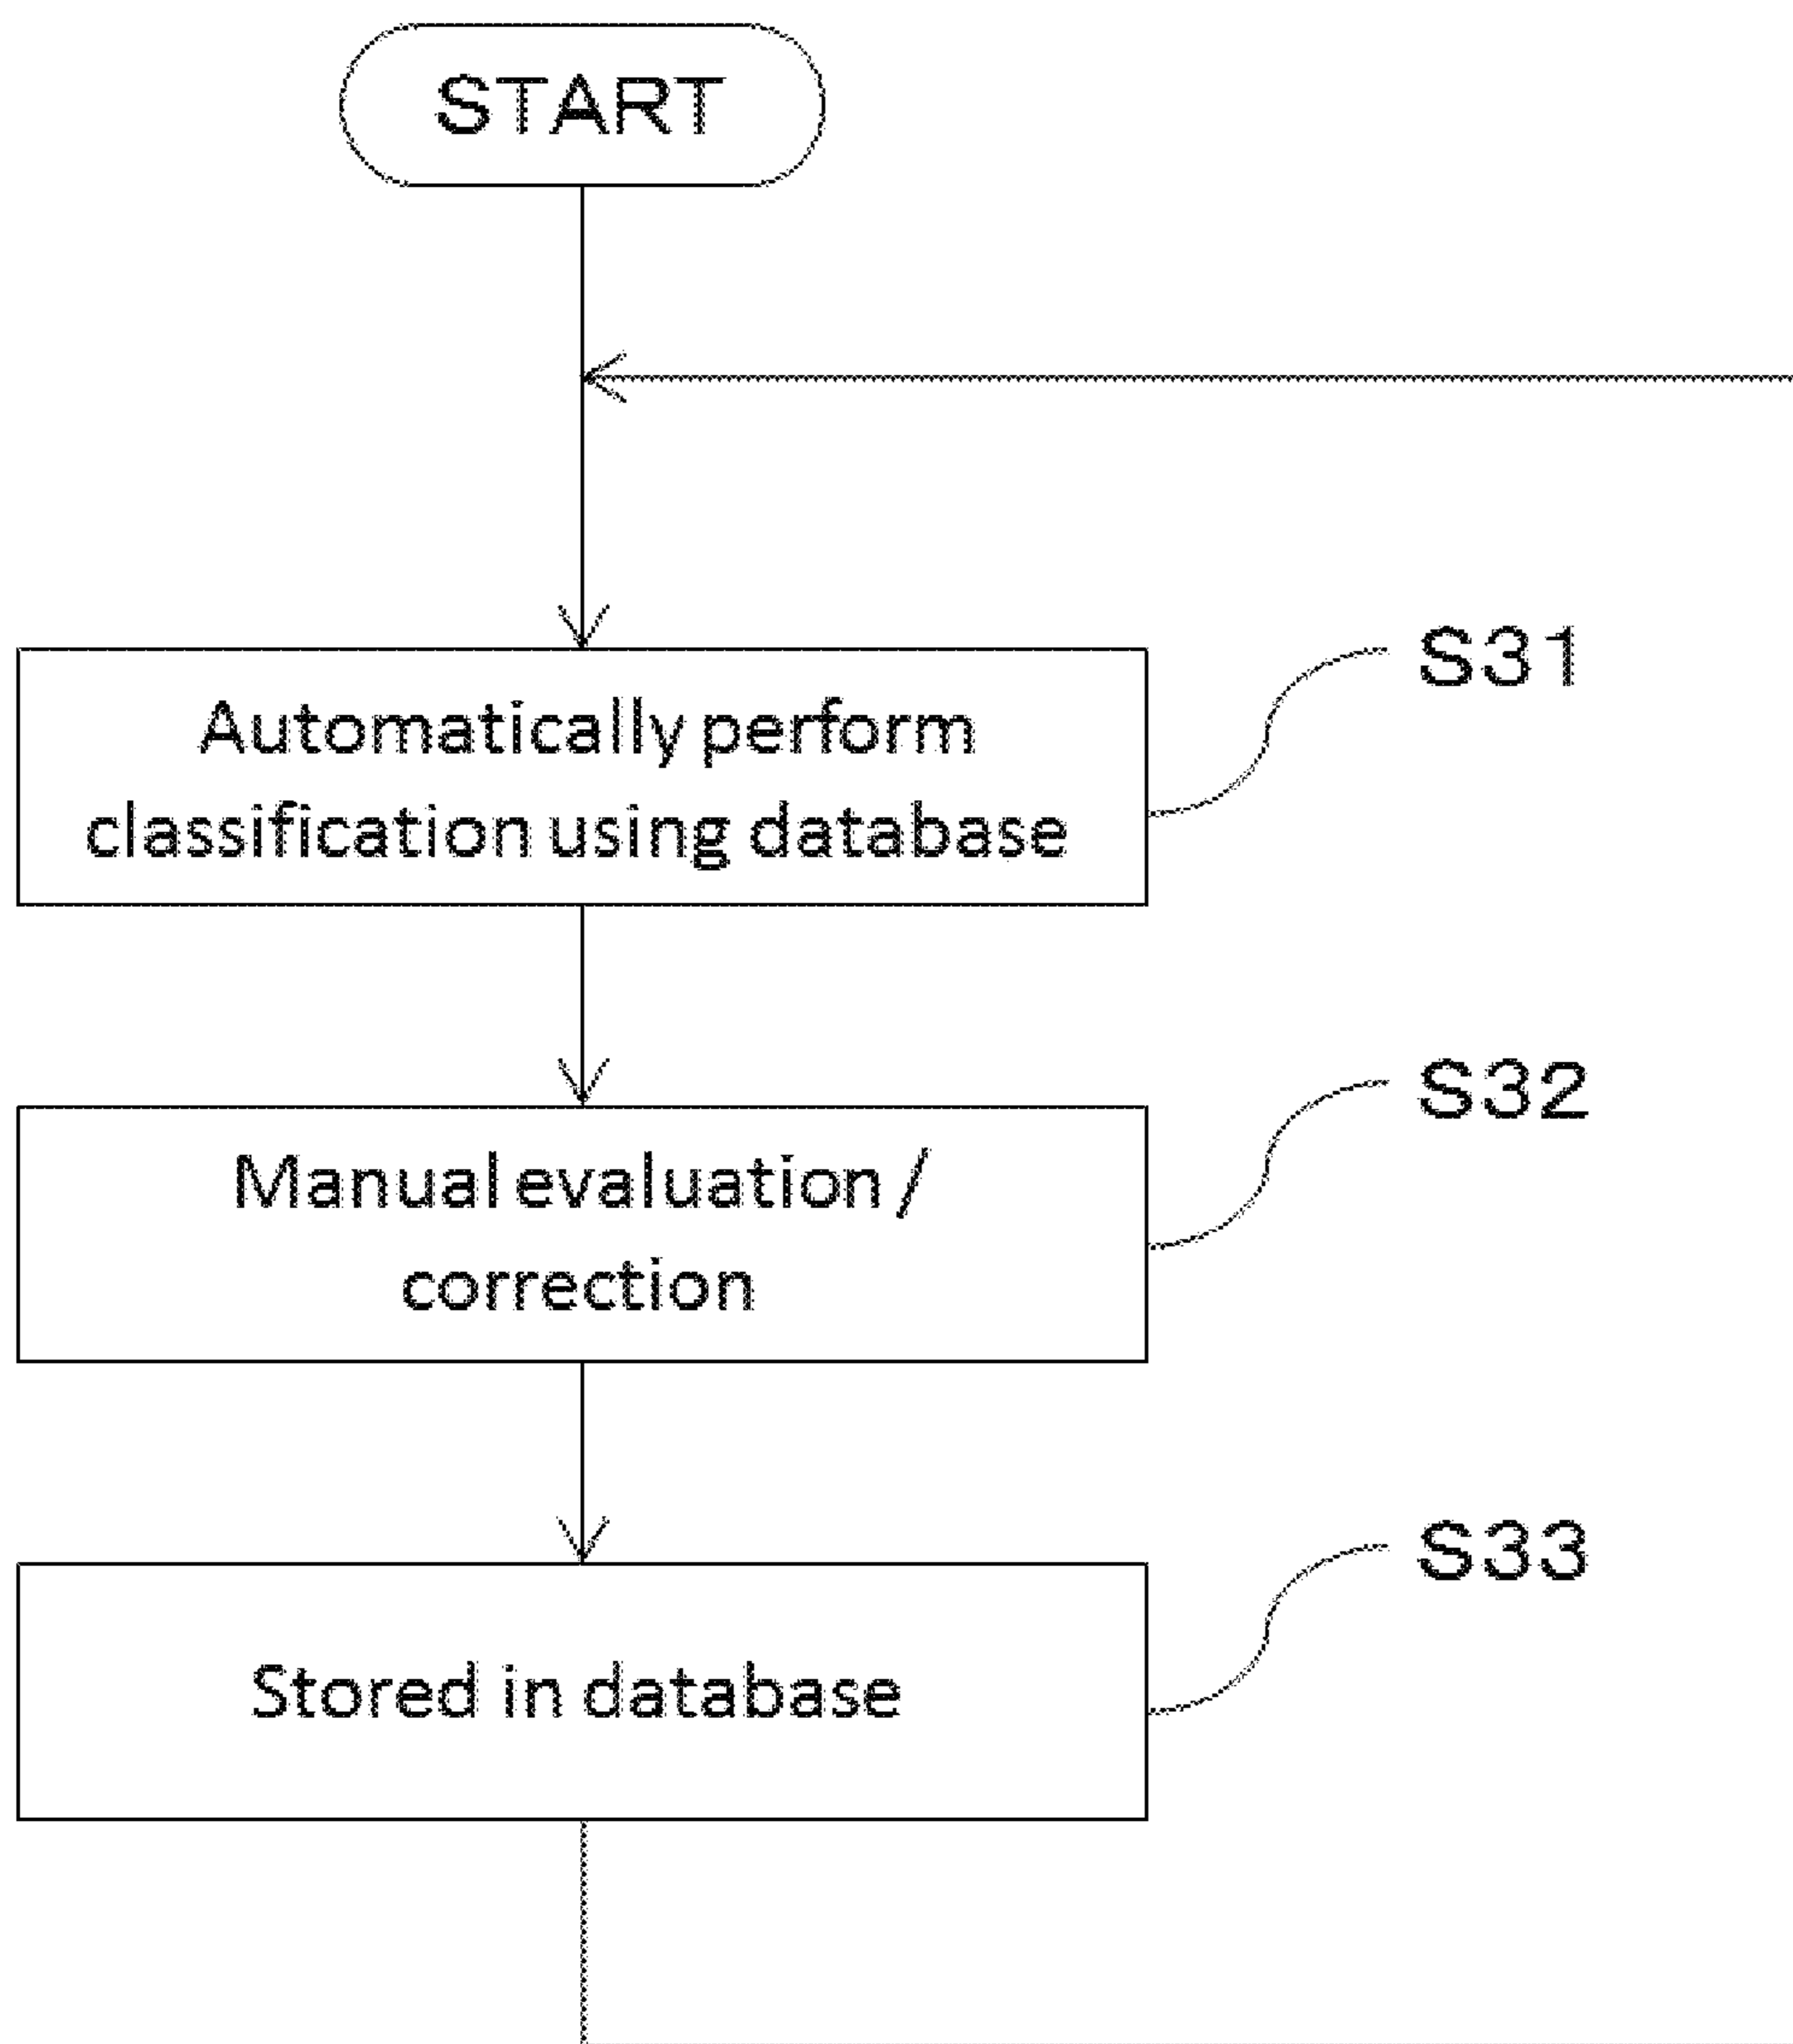 START
S31
Automatically perform
classification using database
S32
Manual evaluation /
correction
S33
Stored in database